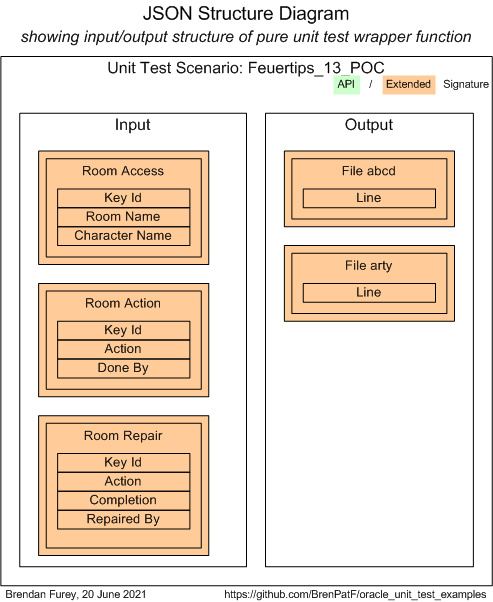 JSON Structure Diagram
showing input/output structure of pure unit test wrapper function
Unit Test Scenario: Feuertips_13_POC
API / Extended Signature
Input
Room Access
Key Id
Room Name
Character Name
Room Action
Key Id
Action
Done By
Room Repair
Key Id
Action
Completion
Repaired By
Output
File abcd
Line
File arty
Line
Brendan Furey, 20 June 2021
https://github.com/BrenPatF/oracle_unit_test_examples